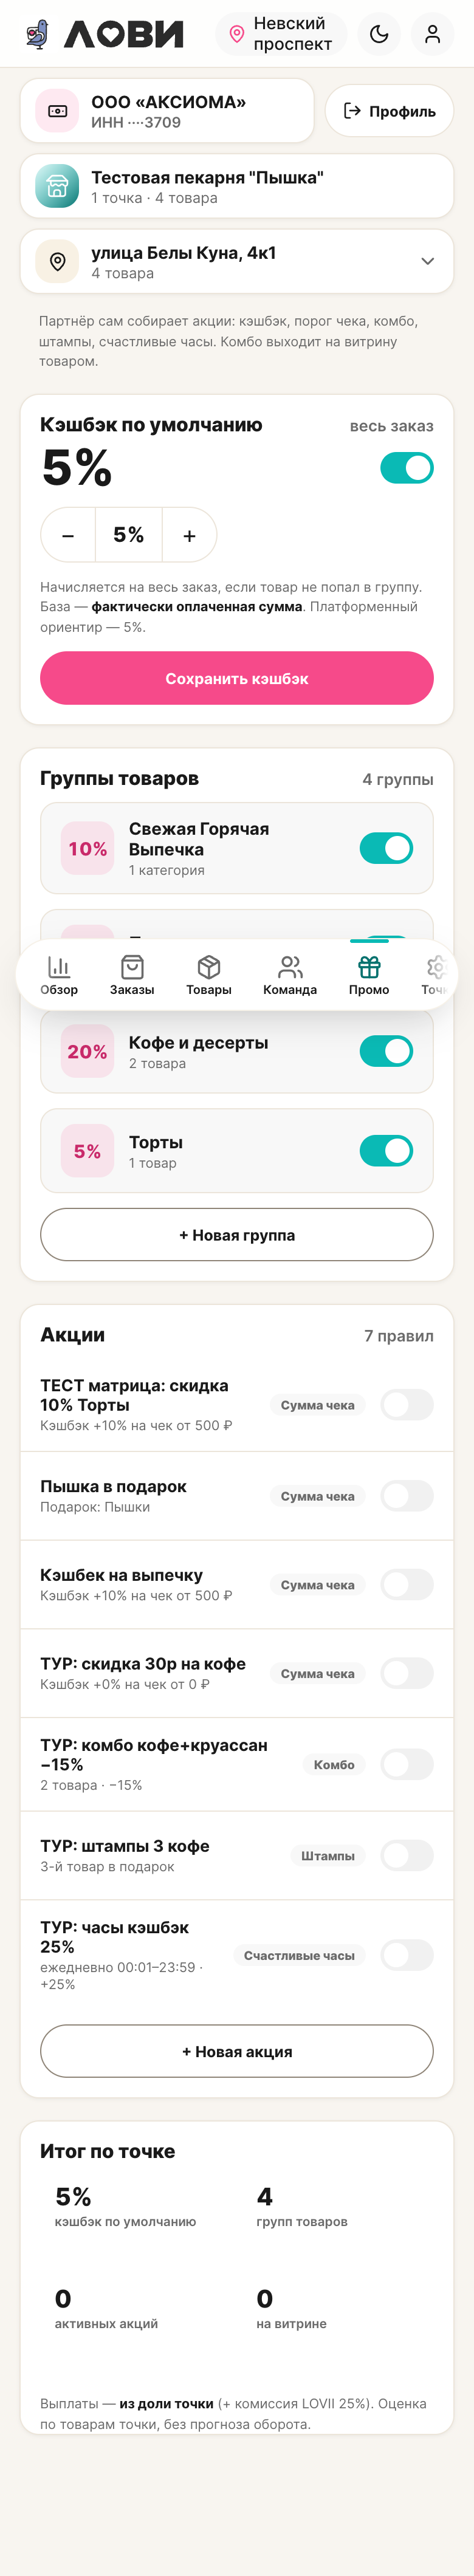 ЛОВИ
Невский
проспект
ООО «АКСИОМА»
ИНН ····3709
Профиль
Тестовая пекарня "Пышка"
1 точка · 4 товара
улица Белы Куна, 4к1
4 товара
Партнёр сам собирает акции: кэшбэк, порог чека, комбо,
штампы, счастливые часы. Комбо выходит на витрину
товаром.
Кэшбэк по умолчанию
весь заказ
5%
− 5% +
Начисляется на весь заказ, если товар не попал в группу.
База — фактически оплаченная сумма. Платформенный
ориентир — 5%.
Сохранить кэшбэк
Группы товаров
4 группы
10%
Свежая Горячая
Выпечка
1 категория
Обзор
Заказы
Товары
Команда
Промо
20%
Кофе и десерты
2 товара
5%
Торты
1 товар
+ Новая группа
Акции
7 правил
ТЕСТ матрица: скидка
10% Торты
Кэшбэк +10% на чек от 500 ₽
Сумма чека
Пышка в подарок
Подарок: Пышки
Сумма чека
Кэшбек на выпечку
Кэшбэк +10% на чек от 500 ₽
Сумма чека
ТУР: скидка 30р на кофе
Кэшбэк +0% на чек от 0 ₽
Сумма чека
ТУР: комбо кофе+круассан
−15%
2 товара · −15%
Комбо
ТУР: штампы 3 кофе
3-й товар в подарок
Штампы
ТУР: часы кэшбэк
25%
ежедневно 00:01–23:59 ·
+25%
Счастливые часы
+ Новая акция
Итог по точке
5%
кэшбэк по умолчанию
4
групп товаров
0
активных акций
0
на витрине
Выплаты — из доли точки (+ комиссия LOVII 25%). Оценка
по товарам точки, без прогноза оборота.